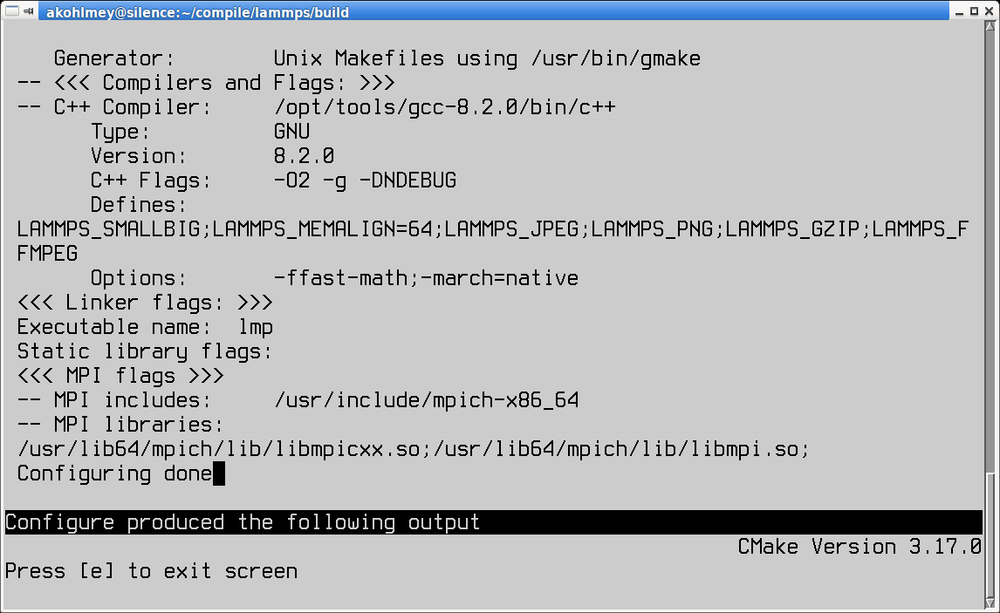 akohlmey@silence:~/compile/lammps/build
Generator: Unix Makefiles using /usr/bin/gmake
-- <<< Compilers and Flags: >>>
-- C++ Compiler: /opt/tools/gcc-8.2.0/bin/c++
Type: GNU
Version: 8.2.0
C++ Flags: -O2 -g -DNDEBUG
Defines:
LAMMPS_SMALLBIG;LAMMPS_MEMALIGN=64;LAMMPS_JPEG;LAMMPS_PNG;LAMMPS_GZIP;LAMMPS_F
FMPEG
Options: -ffast-math;-march=native
<<< Linker flags: >>>
Executable name: lmp
Static library flags:
<<< MPI flags >>>
-- MPI includes: /usr/include/mpich-x86_64
-- MPI libraries:
/usr/lib64/mpich/lib/libmpicxx.so;/usr/lib64/mpich/lib/libmpi.so;
Configuring done
Configure produced the following output
CMake Version 3.17.0
Press [e] to exit screen